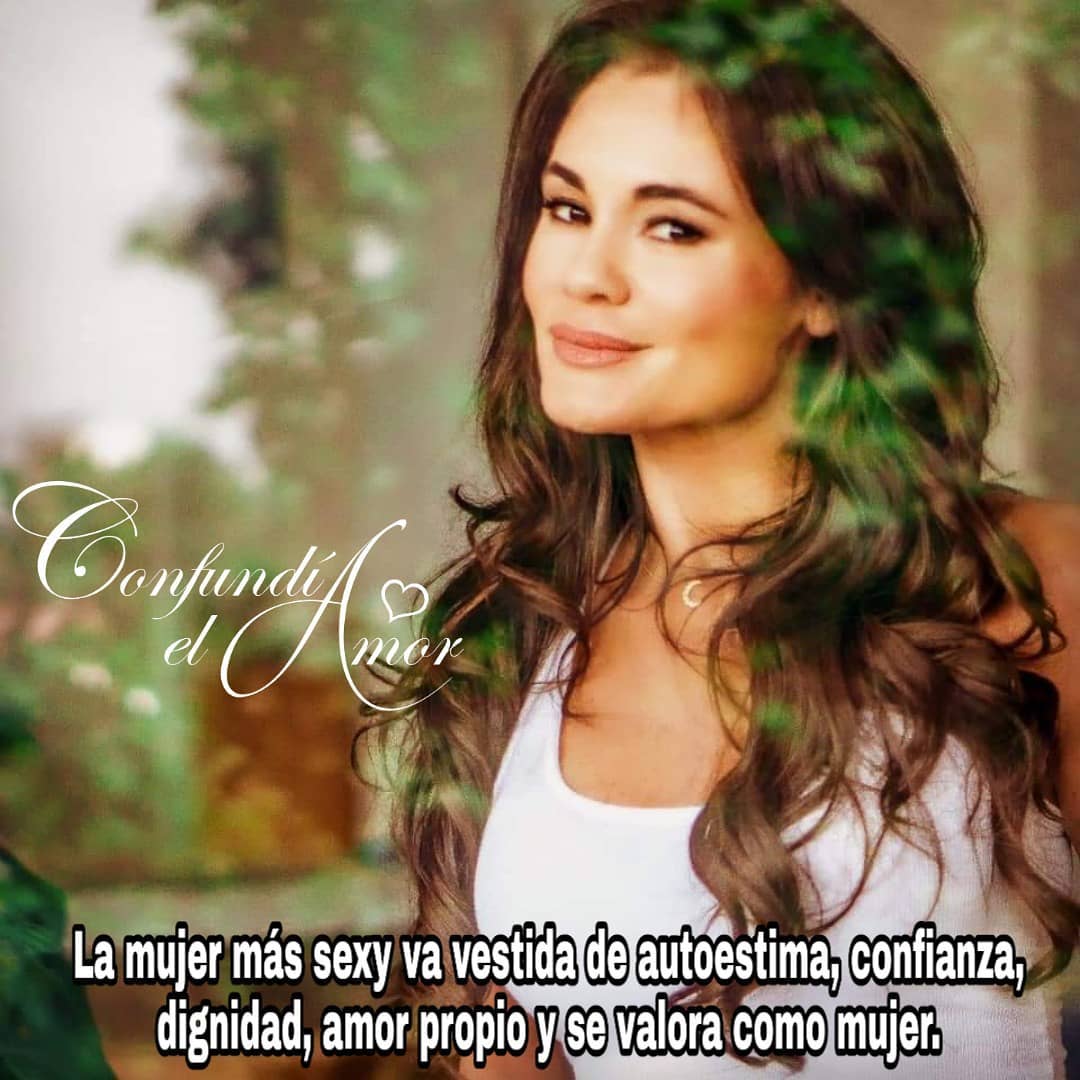 Confundí
el Amor
La mujer más sexy va vestida de autoestima, confianza,
dignidad, amor propio y se valora como mujer.